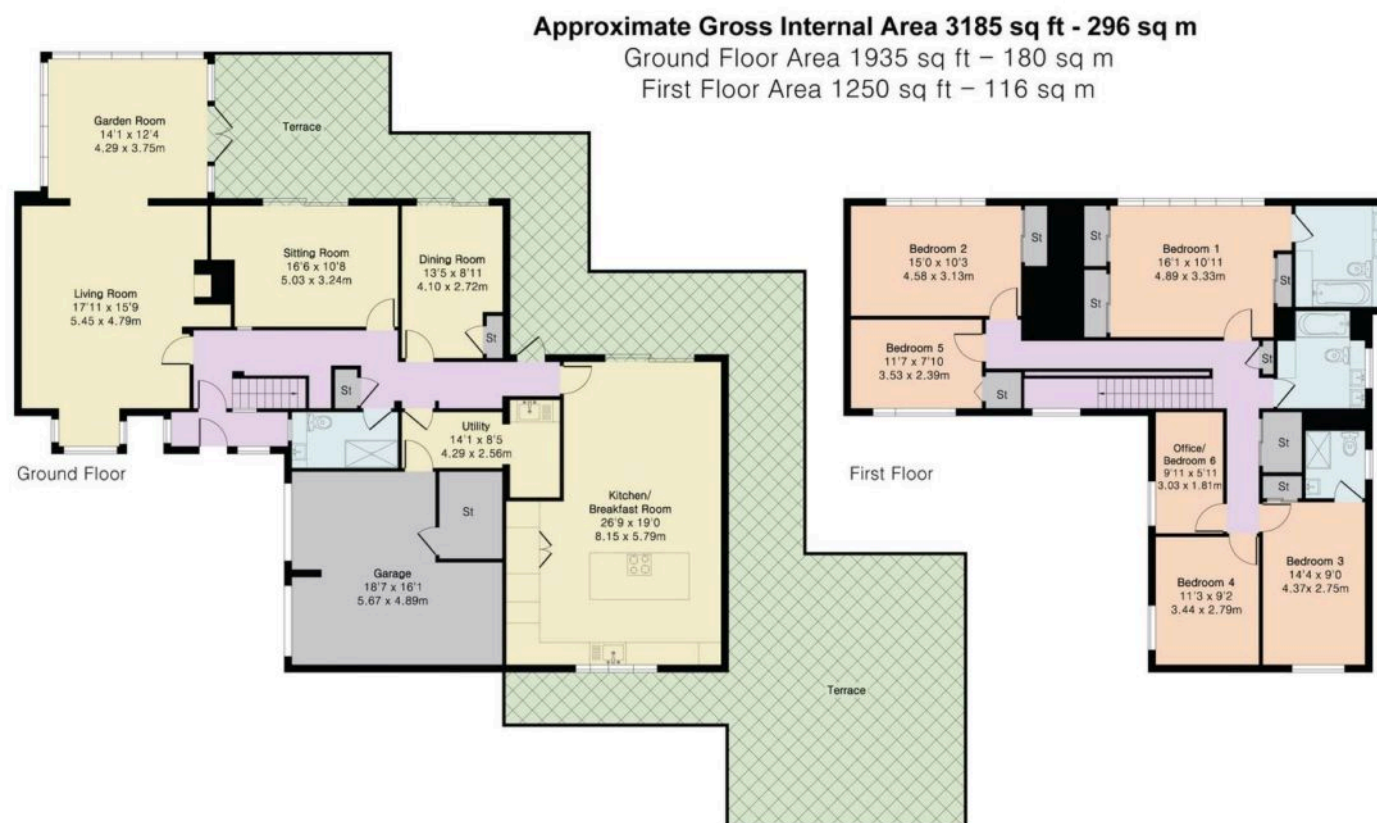 Approximate Gross Internal Area 3185 sq ft - 296 sq m
Ground Floor Area 1935 sq ft – 180 sq m
First Floor Area 1250 sq ft – 116 sq m
Garden Room
14'1 x 12'4
4.29 x 3.75m
Terrace
Living Room
17'11 x 15'9
5.45 x 4.79m
Sitting Room
16'6 x 10'8
5.03 x 3.24m
Dining Room
13'5 x 8'11
4.10 x 2.72m
St
St
Utility
14'1 x 8'5
4.29 x 2.56m
Ground Floor
Kitchen/
Breakfast Room
26'9 x 19'0
8.15 x 5.79m
St
Garage
18'7 x 16'1
5.67 x 4.89m
Terrace
Bedroom 2
15'0 x 10'3
4.58 x 3.13m
St
St
Bedroom 1
16'1 x 10'11
4.89 x 3.33m
St
St
Bedroom 5
11'7 x 7'10
3.53 x 2.39m
St
St
First Floor
Office/
Bedroom 6
9'11 x 5'11
3.03 x 1.81m
St
St
Bedroom 4
11'3 x 9'2
3.44 x 2.79m
Bedroom 3
14'4 x 9'0
4.37x 2.75m